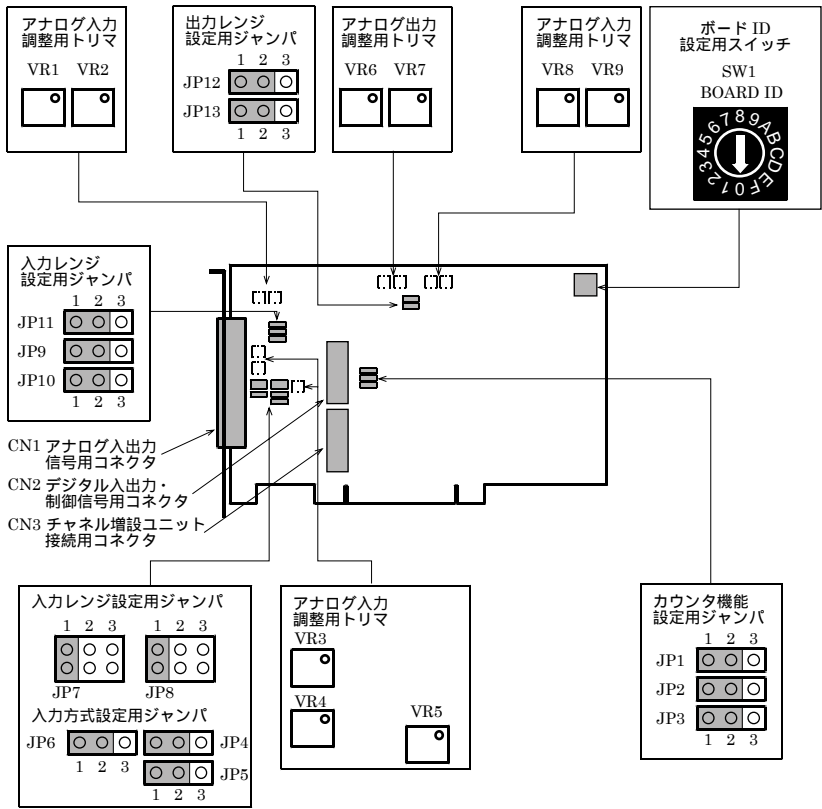 アナログ入力
調整用トリマ
VR1 VR2
出力レンジ
設定用ジャンパ
1 2 3
JP12
JP13
1 2 3
アナログ出力
調整用トリマ
VR6 VR7
アナログ入力
調整用トリマ
VR8 VR9
ボード ID
設定用スイッチ
SW1
BOARD ID
0123456789ABCDEF
入力レンジ
設定用ジャンパ
1 2 3
JP11
JP9
JP10
1 2 3
CN1 アナログ入出力
信号用コネクタ
CN2 デジタル入出力・
制御信号用コネクタ
CN3 チャネル増設ユニット
接続用コネクタ
入力レンジ設定用ジャンパ
1 2 3 1 2 3
JP7 JP8
入力方式設定用ジャンパ
JP6 JP4
1 2 3 JP5
1 2 3
アナログ入力
調整用トリマ
VR3
VR4
VR5
カウンタ機能
設定用ジャンパ
1 2 3
JP1
JP2
JP3
1 2 3